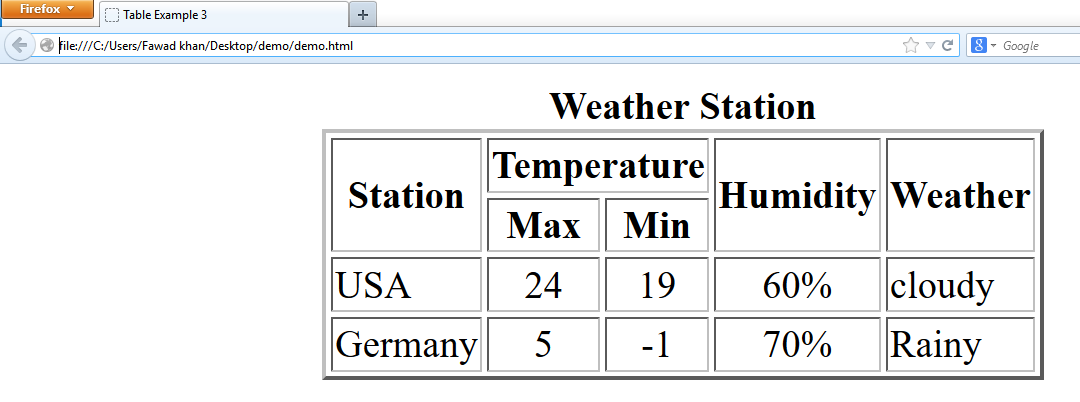 Firefox
Table Example 3
file:///C:/Users/Fawad khan/Desktop/demo/demo.html
Google
Weather Station
Station Temperature Humidity Weather
Max Min
USA 24 19 60% cloudy
Germany 5 -1 70% Rainy